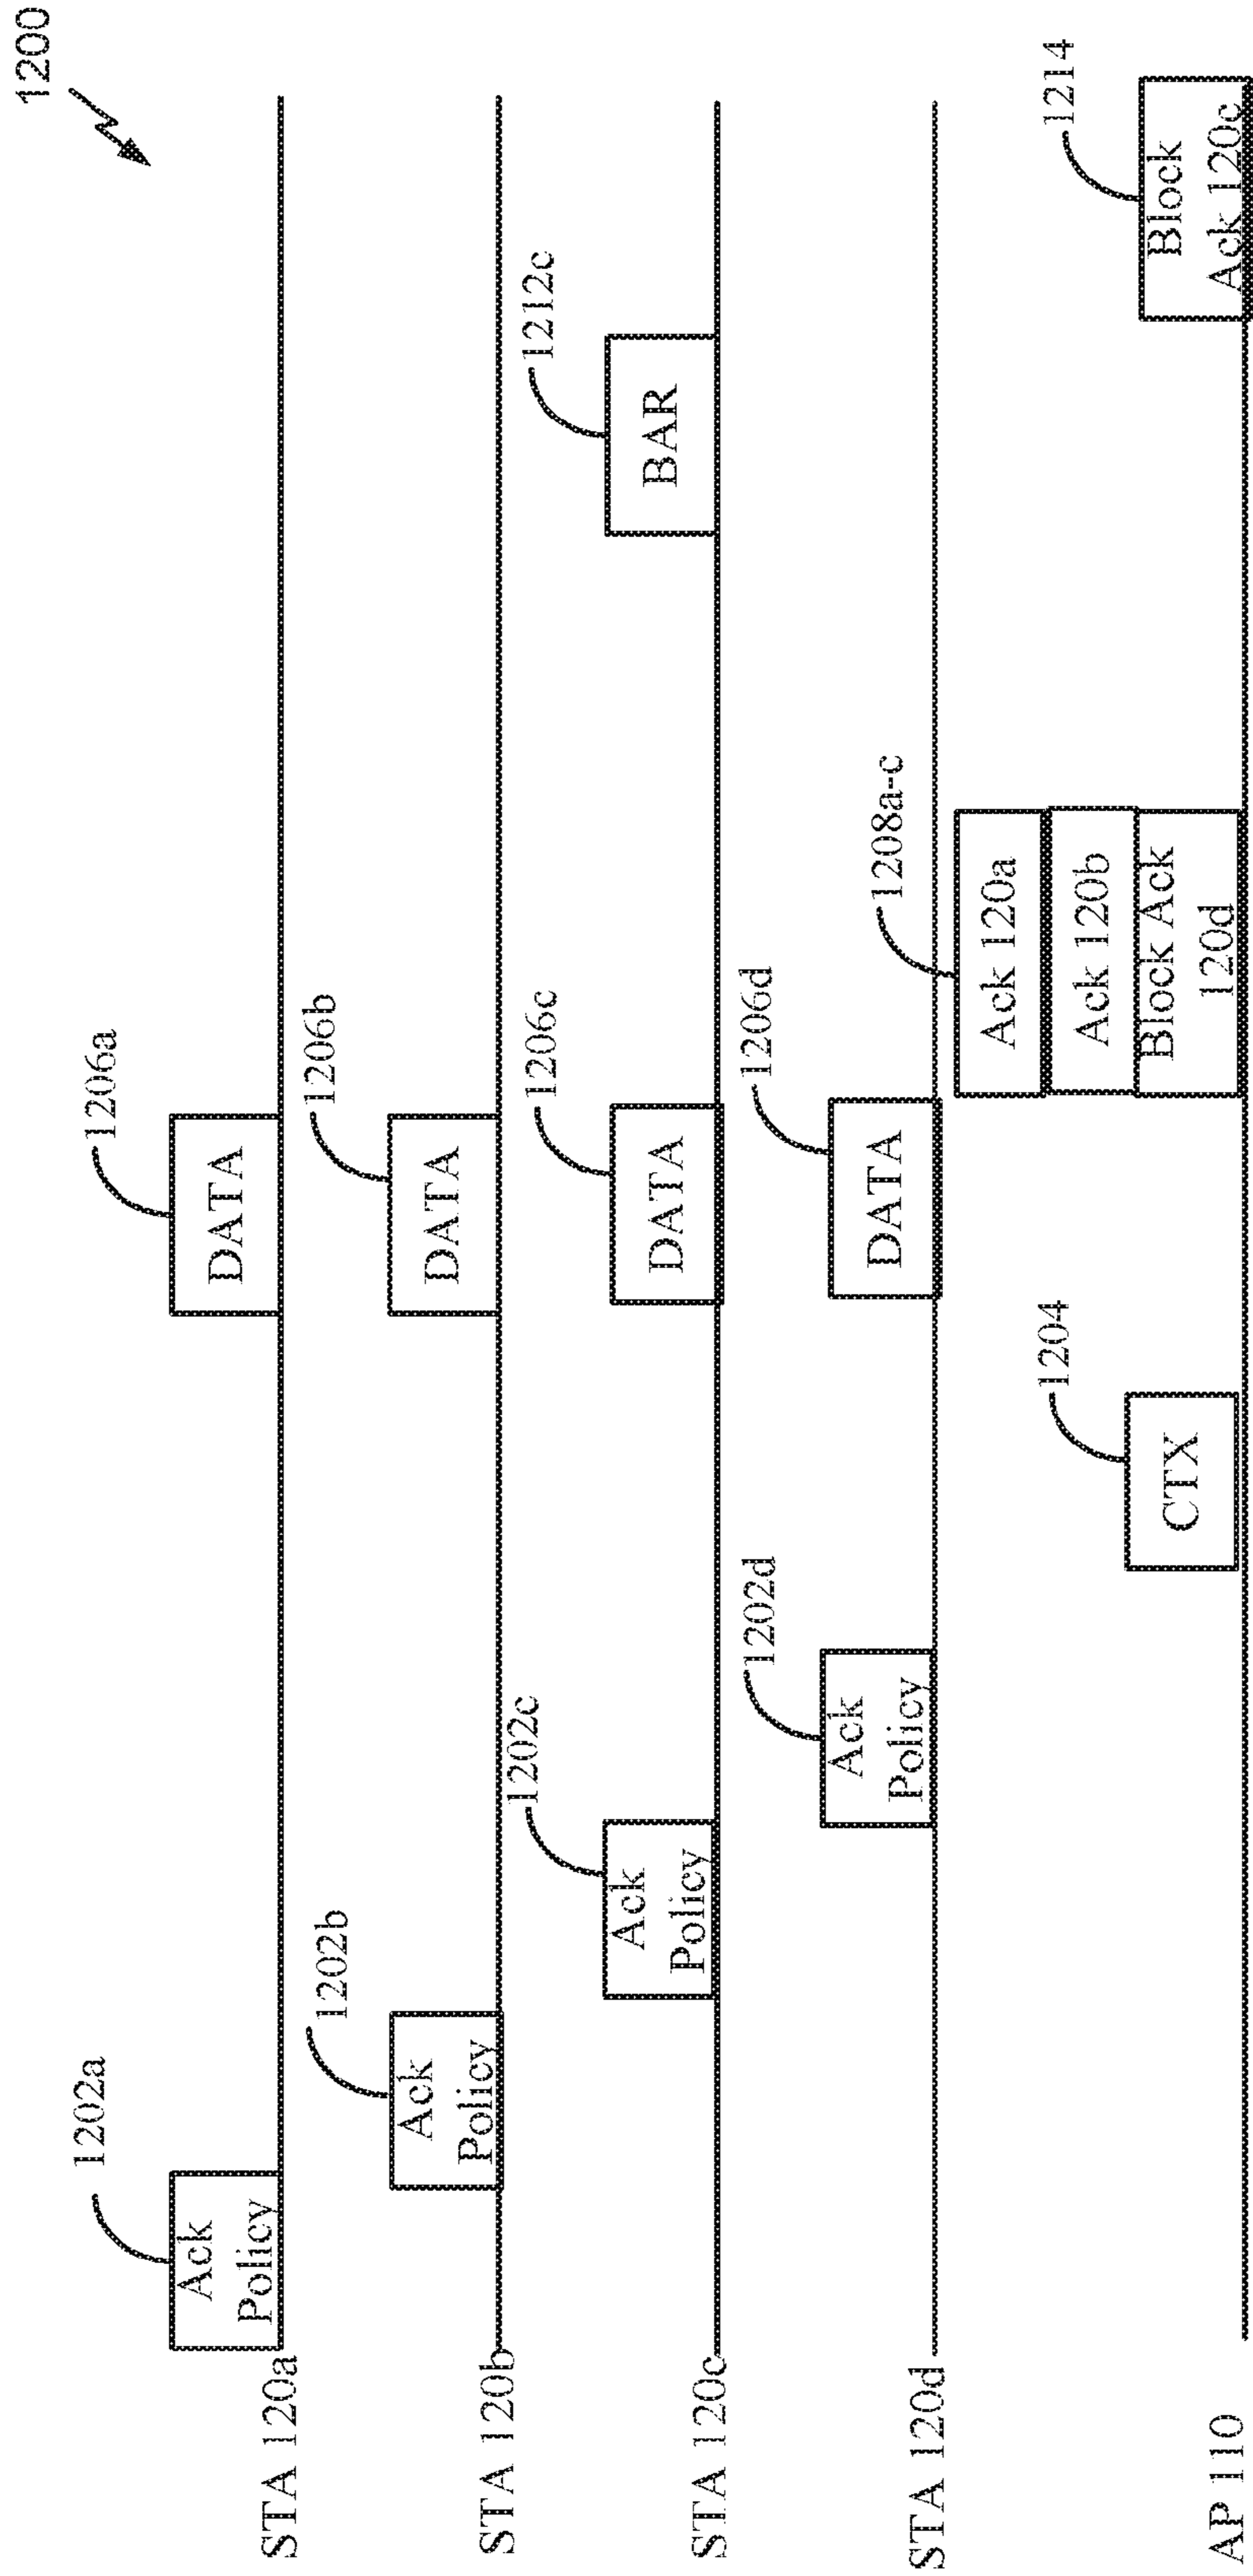 1200
1202a
Ack
Policy
1206a
DATA
STA 120a
1202b
Ack
Policy
1206b
DATA
STA 120b
1202c
Ack
Policy
1206c
DATA
1212c
BAR
STA 120c
1202d
Ack
Policy
1206d
DATA
STA 120d
1208a-c
Ack 120a
Ack 120b
Block Ack
120d
1204
CTX
1214
Block
Ack 120c
AP 110